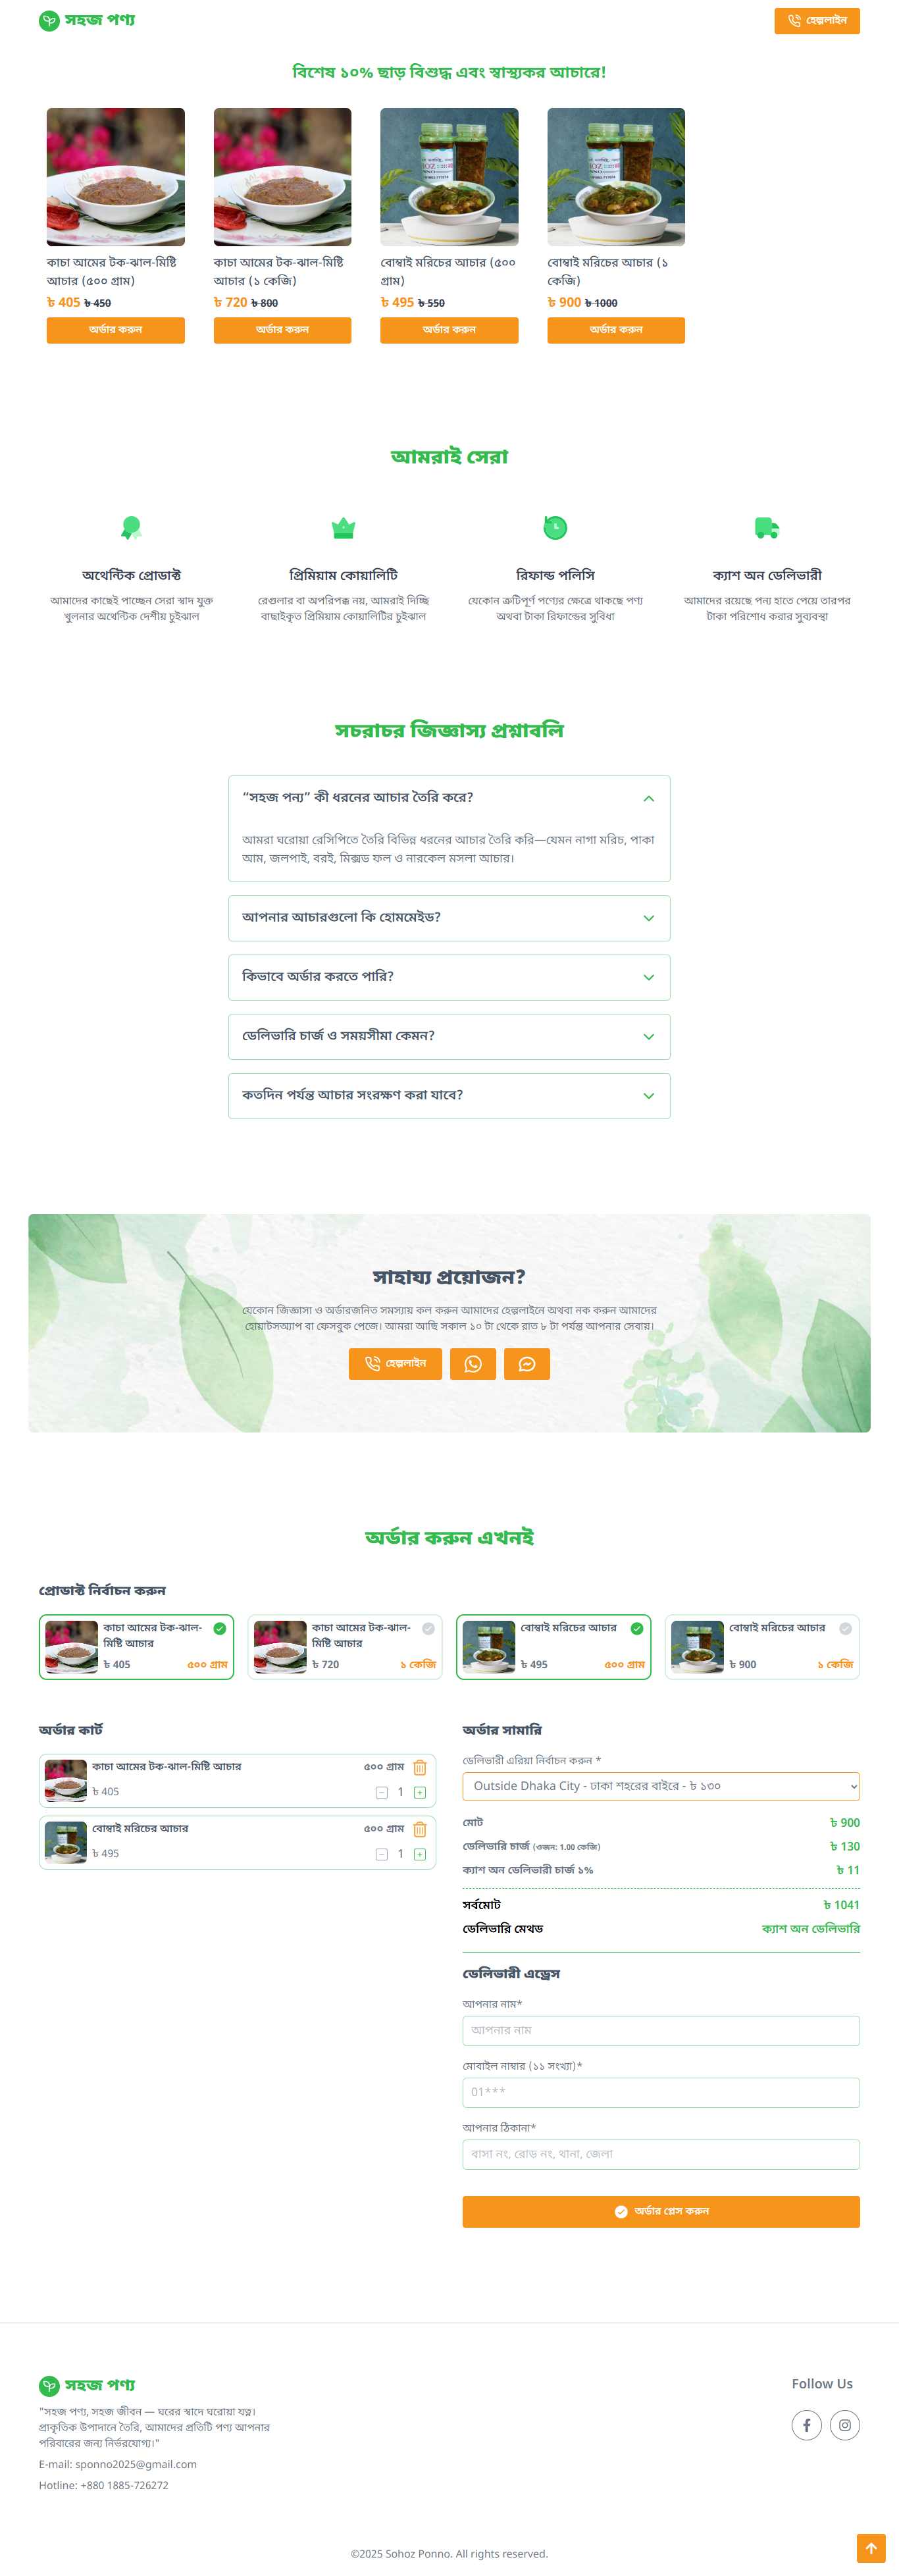 সহজ পণ্য
হেল্পলাইন
বিশেষ ১০% ছাড় বিশুদ্ধ এবং স্বাস্থ্যকর আচারে!
কাচা আমের টক-ঝাল-মিষ্টি
আচার (৫০০ গ্রাম)
৳ 405 ৳ 450
অর্ডার করুন
কাচা আমের টক-ঝাল-মিষ্টি
আচার (১ কেজি)
৳ 720 ৳ 800
অর্ডার করুন
বোম্বাই মরিচের আচার (৫০০
গ্রাম)
৳ 495 ৳ 550
অর্ডার করুন
বোম্বাই মরিচের আচার (১
কেজি)
৳ 900 ৳ 1000
অর্ডার করুন
আমরাই সেরা
অথেন্টিক প্রোডাক্ট
আমাদের কাছেই পাচ্ছেন সেরা স্বাদ যুক্ত
খুলনার অথেন্টিক দেশীয় চুইঝাল
প্রিমিয়াম কোয়ালিটি
রেগুলার বা অপরিপক্ক নয়, আমরাই দিচ্ছি
বাছাইকৃত প্রিমিয়াম কোয়ালিটির চুইঝাল
রিফান্ড পলিসি
যেকোন ত্রুটিপূর্ণ পণ্যের ক্ষেত্রে থাকছে পণ্য
অথবা টাকা রিফান্ডের সুবিধা
ক্যাশ অন ডেলিভারী
আমাদের রয়েছে পন্য হাতে পেয়ে তারপর
টাকা পরিশোধ করার সুব্যবস্থা
সচরাচর জিজ্ঞাস্য প্রশ্নাবলি
“সহজ পন্য” কী ধরনের আচার তৈরি করে?
আমরা ঘরোয়া রেসিপিতে তৈরি বিভিন্ন ধরনের আচার তৈরি করি—যেমন নাগা মরিচ, পাকা
আম, জলপাই, বরই, মিক্সড ফল ও নারকেল মসলা আচার।
আপনার আচারগুলো কি হোমমেইড?
কিভাবে অর্ডার করতে পারি?
ডেলিভারি চার্জ ও সময়সীমা কেমন?
কতদিন পর্যন্ত আচার সংরক্ষণ করা যাবে?
সাহায্য প্রয়োজন?
যেকোন জিজ্ঞাসা ও অর্ডারজনিত সমস্যায় কল করুন আমাদের হেল্পলাইনে অথবা নক করুন আমাদের
হোয়াটসঅ্যাপ বা ফেসবুক পেজে। আমরা আছি সকাল ১০ টা থেকে রাত ৮ টা পর্যন্ত আপনার সেবায়।
হেল্পলাইন
অর্ডার করুন এখনই
প্রোডাক্ট নির্বাচন করুন
কাচা আমের টক-ঝাল-
মিষ্টি আচার
৳ 405 ৫০০ গ্রাম
কাচা আমের টক-ঝাল-
মিষ্টি আচার
৳ 720 ১ কেজি
বোম্বাই মরিচের আচার
৳ 495 ৫০০ গ্রাম
বোম্বাই মরিচের আচার
৳ 900 ১ কেজি
অর্ডার কার্ট
কাচা আমের টক-ঝাল-মিষ্টি আচার ৫০০ গ্রাম
৳ 405 1
বোম্বাই মরিচের আচার ৫০০ গ্রাম
৳ 495 1
অর্ডার সামারি
ডেলিভারী এরিয়া নির্বাচন করুন *
Outside Dhaka City - ঢাকা শহরের বাইরে - ৳ ১৩০
মোট ৳ 900
ডেলিভারি চার্জ (ওজন: 1.00 কেজি) ৳ 130
ক্যাশ অন ডেলিভারী চার্জ ১% ৳ 11
সর্বমোট ৳ 1041
ডেলিভারি মেথড ক্যাশ অন ডেলিভারি
ডেলিভারী এড্রেস
আপনার নাম*
আপনার নাম
মোবাইল নাম্বার (১১ সংখ্যা)*
01***
আপনার ঠিকানা*
বাসা নং, রোড নং, থানা, জেলা
অর্ডার প্লেস করুন
সহজ পণ্য
"সহজ পণ্য, সহজ জীবন — ঘরের স্বাদে ঘরোয়া যত্ন।
প্রাকৃতিক উপাদানে তৈরি, আমাদের প্রতিটি পণ্য আপনার
পরিবারের জন্য নির্ভরযোগ্য।"
E-mail: sponno2025@gmail.com
Hotline: +880 1885-726272
Follow Us
©2025 Sohoz Ponno. All rights reserved.